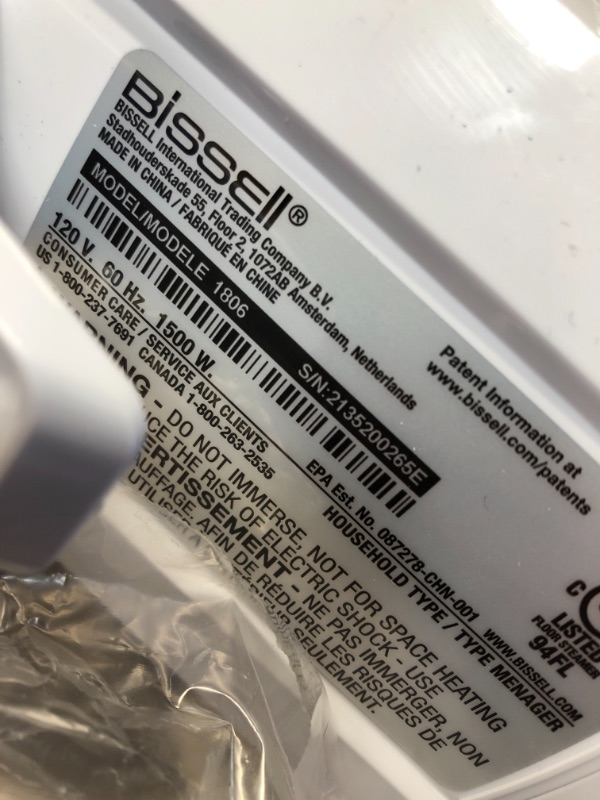 Bissell®
BISSELL International Trading Company B.V.
Stadhouderskade 55, Floor 2, 1072AB Amsterdam, Netherlands
MADE IN CHINA / FABRIQUÉ EN CHINE
Patent Information at
www.bissell.com/patents
MODEL/MODELE 1806 S/N:2135200265E
120 V. 60 Hz. 1500 W.
CONSUMER CARE / SERVICE AUX CLIENTS
US 1-800-237-7691 CANADA 1-800-263-2535
EPA Est. No. 087278-CHN-001 WWW.BISSELL.COM
HOUSEHOLD TYPE / TYPE MENAGER
- DO NOT IMMERSE, NOT FOR SPACE HEATING
THE RISK OF ELECTRIC SHOCK - USE
- NE PAS IMMERGER, NON
AFIN DE RÉDUIRE LES RISQUES DE
SEULEMENT.
C
LISTED
FLOOR STEAMER
94FL